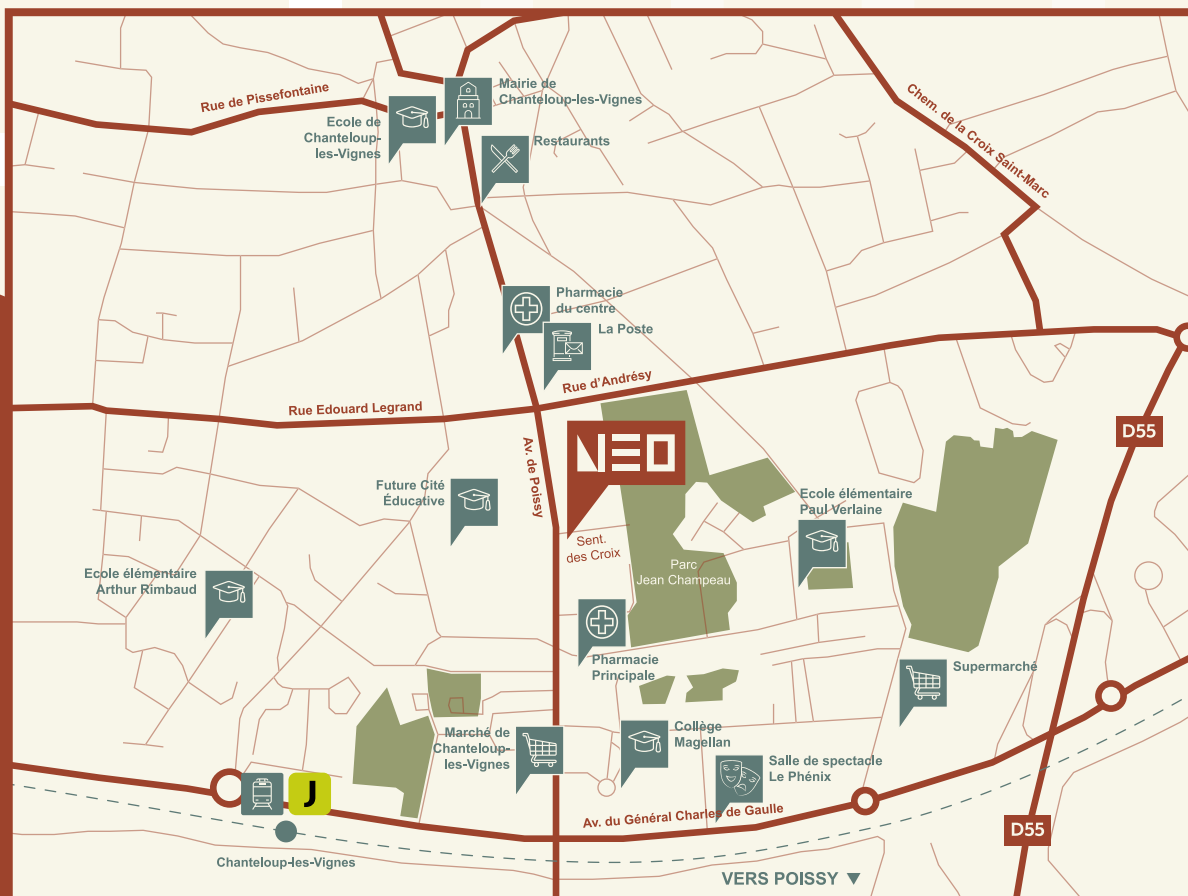 Rue de Pissefontaine
Mairie de
Chanteloup-les-Vignes
Ecole de
Chanteloup-
les-Vignes
Restaurants
Chem. de la Croix Saint-Marc
Pharmacie
du centre
La Poste
Rue d'Andrésy
Rue Edouard Legrand
D55
Av. de Poissy
NEO
Future Cité
Éducative
Ecole élémentaire
Paul Verlaine
Sent.
des Croix
Parc
Jean Champeau
Ecole élémentaire
Arthur Rimbaud
Pharmacie
Principale
Supermarché
Marché de
Chanteloup-
les-Vignes
Collège
Magellan
Salle de spectacle
Le Phénix
J
Av. du Général Charles de Gaulle
D55
Chanteloup-les-Vignes
VERS POISSY ▼